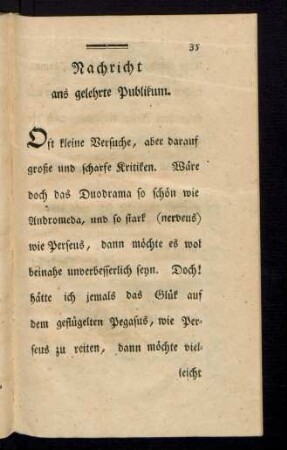 35
Nachricht
ans gelehrte Publikum.
Oft kleine Versuche, aber darauf
große und scharfe Kritiken. Wäre
doch das Duodrama so schön wie
Andromeda, und so stark (nerveus)
wie Perseus, dann möchte es wol
beinahe unverbesserlich seyn. Doch!
hätte ich jemals das Glük auf
dem geflügelten Pegasus, wie Per-
seus zu reiten, dann möchte viel-
leicht